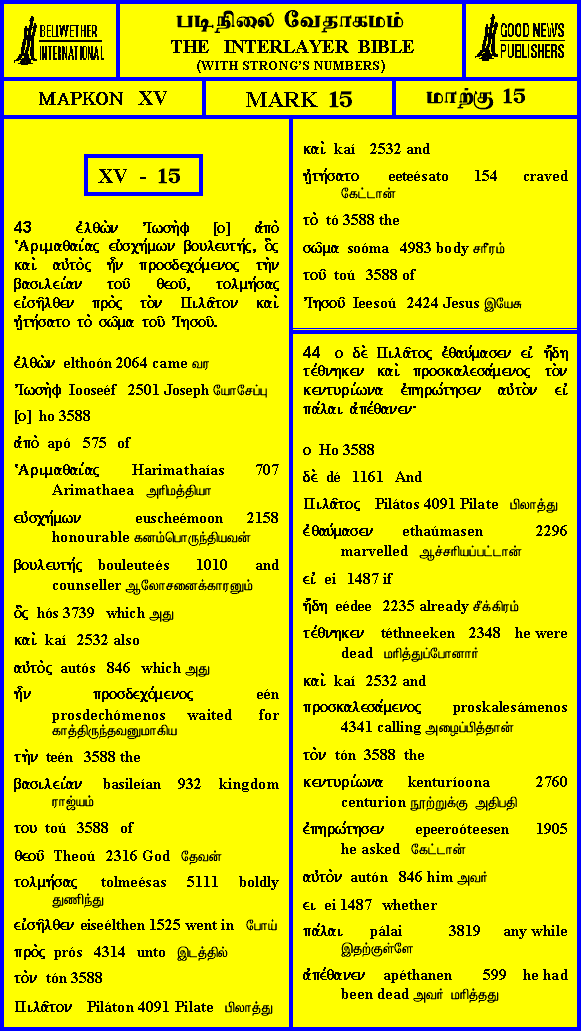 BELLWETHER
INTERNATIONAL
படிநிலை வேதாகமம்
THE INTERLAYER BIBLE
(WITH STRONG'S NUMBERS)
GOOD NEWS
PUBLISHERS
ΜΑΡΚΟΝ XV
MARK 15
மாற்கு 15
XV - 15
43 ἐλθὼν Ἰωσὴφ [ο] ἀπὸ
Ἁριμαθαίας εὐσχήμων βουλευτής, ὃς
καὶ αὐτὸς ἦν προσδεχόμενος τὴν
βασιλείαν τοῦ θεοῦ, τολμήσας
εἰσῆλθεν πρὸς τὸν Πιλᾶτον καὶ
ᾐτήσατο τὸ σῶμα τοῦ Ἰησοῦ.
ἐλθὼν elthoón 2064 came வர
Ἰωσὴφ Iooseéf 2501 Joseph யோசேப்பு
[ο] ho 3588
ἀπὸ apó 575 of
Ἁριμαθαίας Harimathaías 707
Arimathaea அரிமத்தியா
εὐσχήμων euscheémoon 2158
honourable கனம்பொருந்தியவன்
βουλευτής bouleuteés 1010 and
counseller ஆலோசனைக்காரனும்
ὃς hós 3739 which அது
καὶ kaí 2532 also
αὐτὸς autós 846 which அது
ἦν προσδεχόμενος eén
prosdechómenos waited for
காத்திருந்தவனுமாகிய
τὴν teén 3588 the
βασιλείαν basileían 932 kingdom
ராஜ்யம்
του toú 3588 of
θεοῦ Theoú 2316 God தேவன்
τολμήσας tolmeésas 5111 boldly
துணிந்து
εἰσῆλθεν eiseélthen 1525 went in போய்
πρὸς prós 4314 unto இடத்தில்
τὸν tón 3588
Πιλᾶτον Piláton 4091 Pilate பிலாத்து
καὶ kaí 2532 and
ᾐτήσατο eeteésato 154 craved
கேட்டான்
τὸ tó 3588 the
σῶμα soóma 4983 body சரீரம்
τοῦ toú 3588 of
Ἰησοῦ Ieesoú 2424 Jesus இயேசு
44 ο δὲ Πιλᾶτος ἐθαύμασεν εἰ ἤδη
τέθνηκεν καὶ προσκαλεσάμενος τὸν
κεντυρίωνα ἐπηρώτησεν αὐτὸν εἰ
πάλαι ἀπέθανεν·
ο Ho 3588
δὲ dé 1161 And
Πιλᾶτος Pilátos 4091 Pilate பிலாத்து
ἐθαύμασεν ethaúmasen 2296
marvelled ஆச்சரியப்பட்டான்
εἰ ei 1487 if
ἤδη eédee 2235 already சீக்கிரம்
τέθνηκεν téthneeken 2348 he were
dead மரித்துப்போனார்
καὶ kaí 2532 and
προσκαλεσάμενος proskalesámenos
4341 calling அழைப்பித்தான்
τὸν tón 3588 the
κεντυρίωνα kenturíoona 2760
centurion நூற்றுக்கு அதிபதி
ἐπηρώτησεν epeeroóteesen 1905
he asked கேட்டான்
αὐτὸν autón 846 him அவர்
ει ei 1487 whether
πάλαι pálai 3819 any while
இதற்குள்ளே
ἀπέθανεν apéthanen 599 he had
been dead அவர் மரித்தது